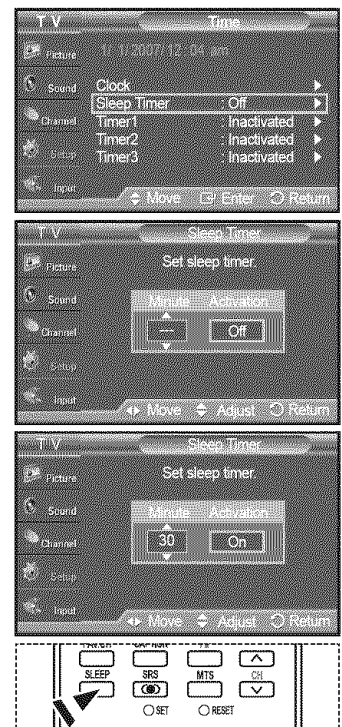 T V
Time
Picture
1/ 1/2007/12 : 04 am
Sound
Clock
Sleep Timer : Off
Channel
Timer1 : Inactivated
Timer2 : Inactivated
Setup
Timer3 : Inactivated
Input
Move Enter Return
T V
Sleep Timer
Picture
Set sleep timer.
Sound
Minute Activation
Channel
--- Off
Setup
Input
Move Adjust Return
T V
Sleep Timer
Picture
Set sleep timer.
Sound
Minute Activation
Channel
30 On
Setup
Input
Move Adjust Return
SLEEP SRS MTS CH
SET RESET